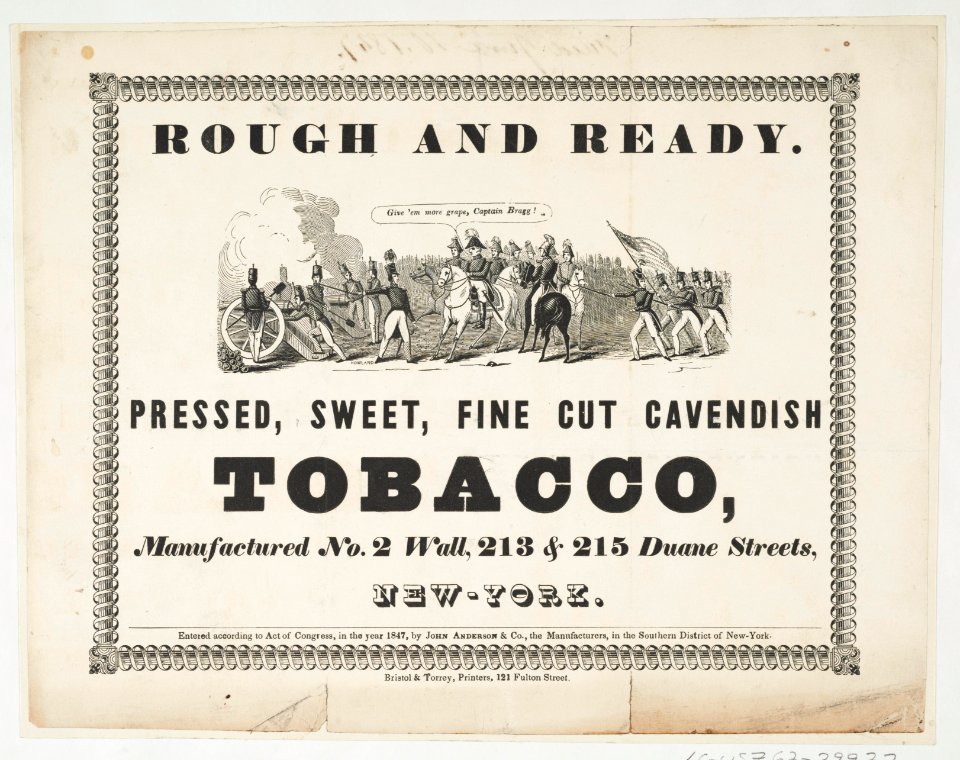 ROUGH AND READY.
Give 'em more grape, Captain Bragg!
HOWLAND
PRESSED, SWEET, FINE CUT CAVENDISH
TOBACCO,
Manufactured No. 2 Wall, 213 & 215 Duane Streets,
NEW-YORK.
Entered according to Act of Congress, in the year 1847, by JOHN ANDERSON & Co., the Manufacturers, in the Southern District of New-York.
Bristol & Torrey, Printers, 121 Fulton Street.